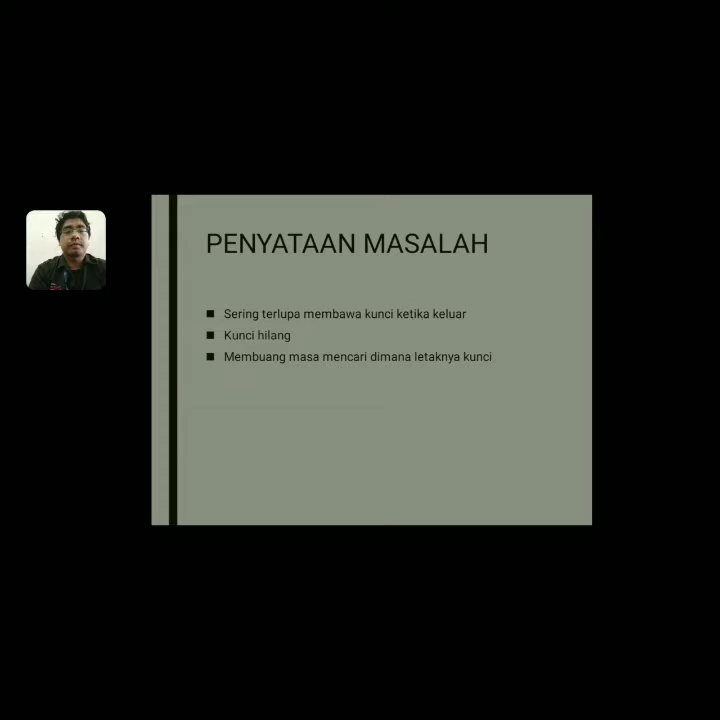 PENYATAAN MASALAH
Sering terlupa membawa kunci ketika keluar
Kunci hilang
Membuang masa mencari dimana letaknya kunci